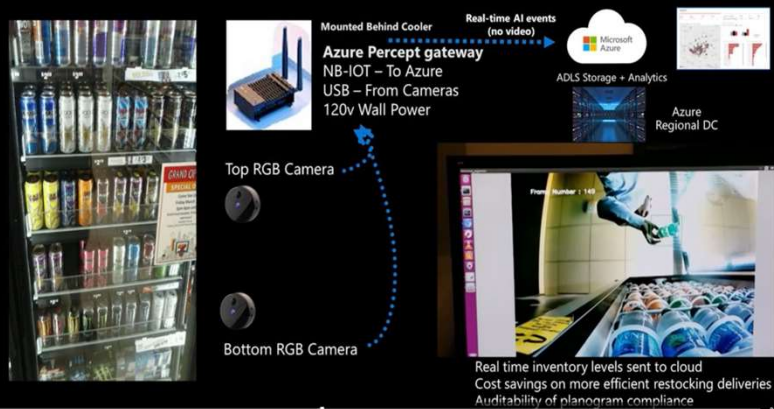 Mounted Behind Cooler
Azure Percept gateway
NB-IOT – To Azure
USB – From Cameras
120v Wall Power
Real-time AI events
(no video)
Microsoft
Azure
ADLS Storage + Analytics
Azure
Regional DC
Top RGB Camera
Bottom RGB Camera
GRAND
SPECIAL
Frame Number : 149
Real time inventory levels sent to cloud
Cost savings on more efficient restocking deliveries
Auditability of planogram compliance